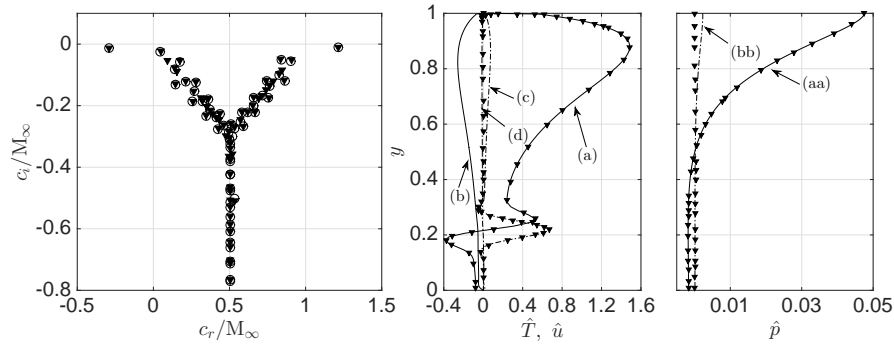 0
-0.2
-0.4
-0.6
-0.8
-0.5 0 0.5 1 1.5
c_i/M_∞
c_r/M_∞
1
0.8
0.6
0.4
0.2
0
-0.4 0 0.4 0.8 1.2 1.6
y
T̂, û
(a)
(b)
(c)
(d)
0.01 0.03 0.05
p̂
(bb)
(aa)